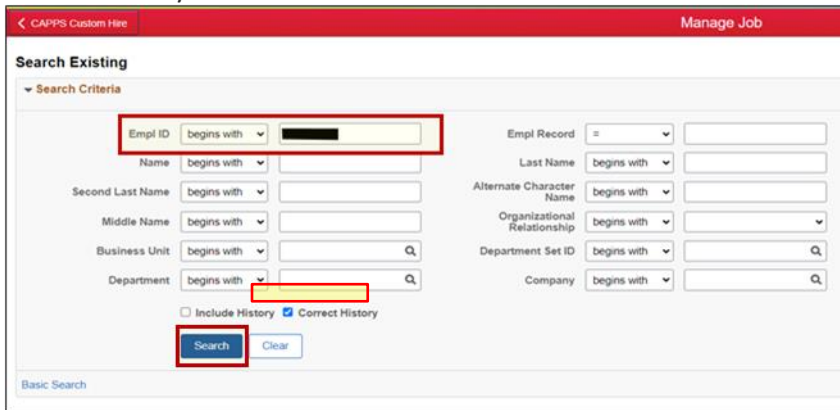 CAPPS Custom Hire Manage Job
Search Existing
Search Criteria
Empl ID begins with Empl Record =
Name begins with Last Name begins with
Second Last Name begins with Alternate Character Name begins with
Middle Name begins with Organizational Relationship begins with
Business Unit begins with Department Set ID begins with
Department begins with Company begins with
Include History Correct History
Search Clear
Basic Search